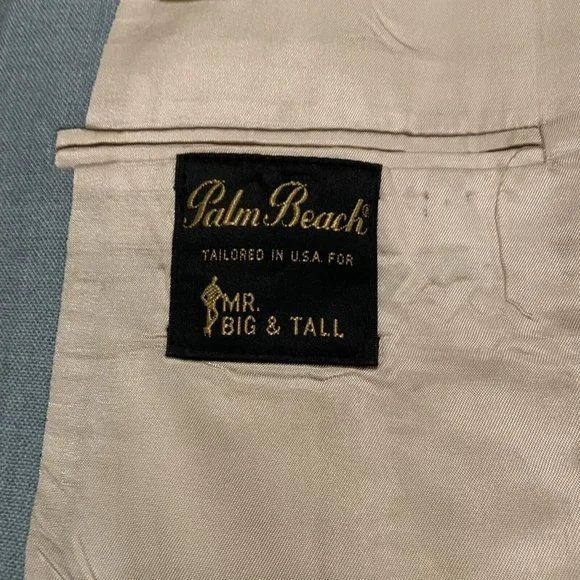 Palm Beach®
TAILORED IN U.S.A. FOR
MR.
BIG & TALL